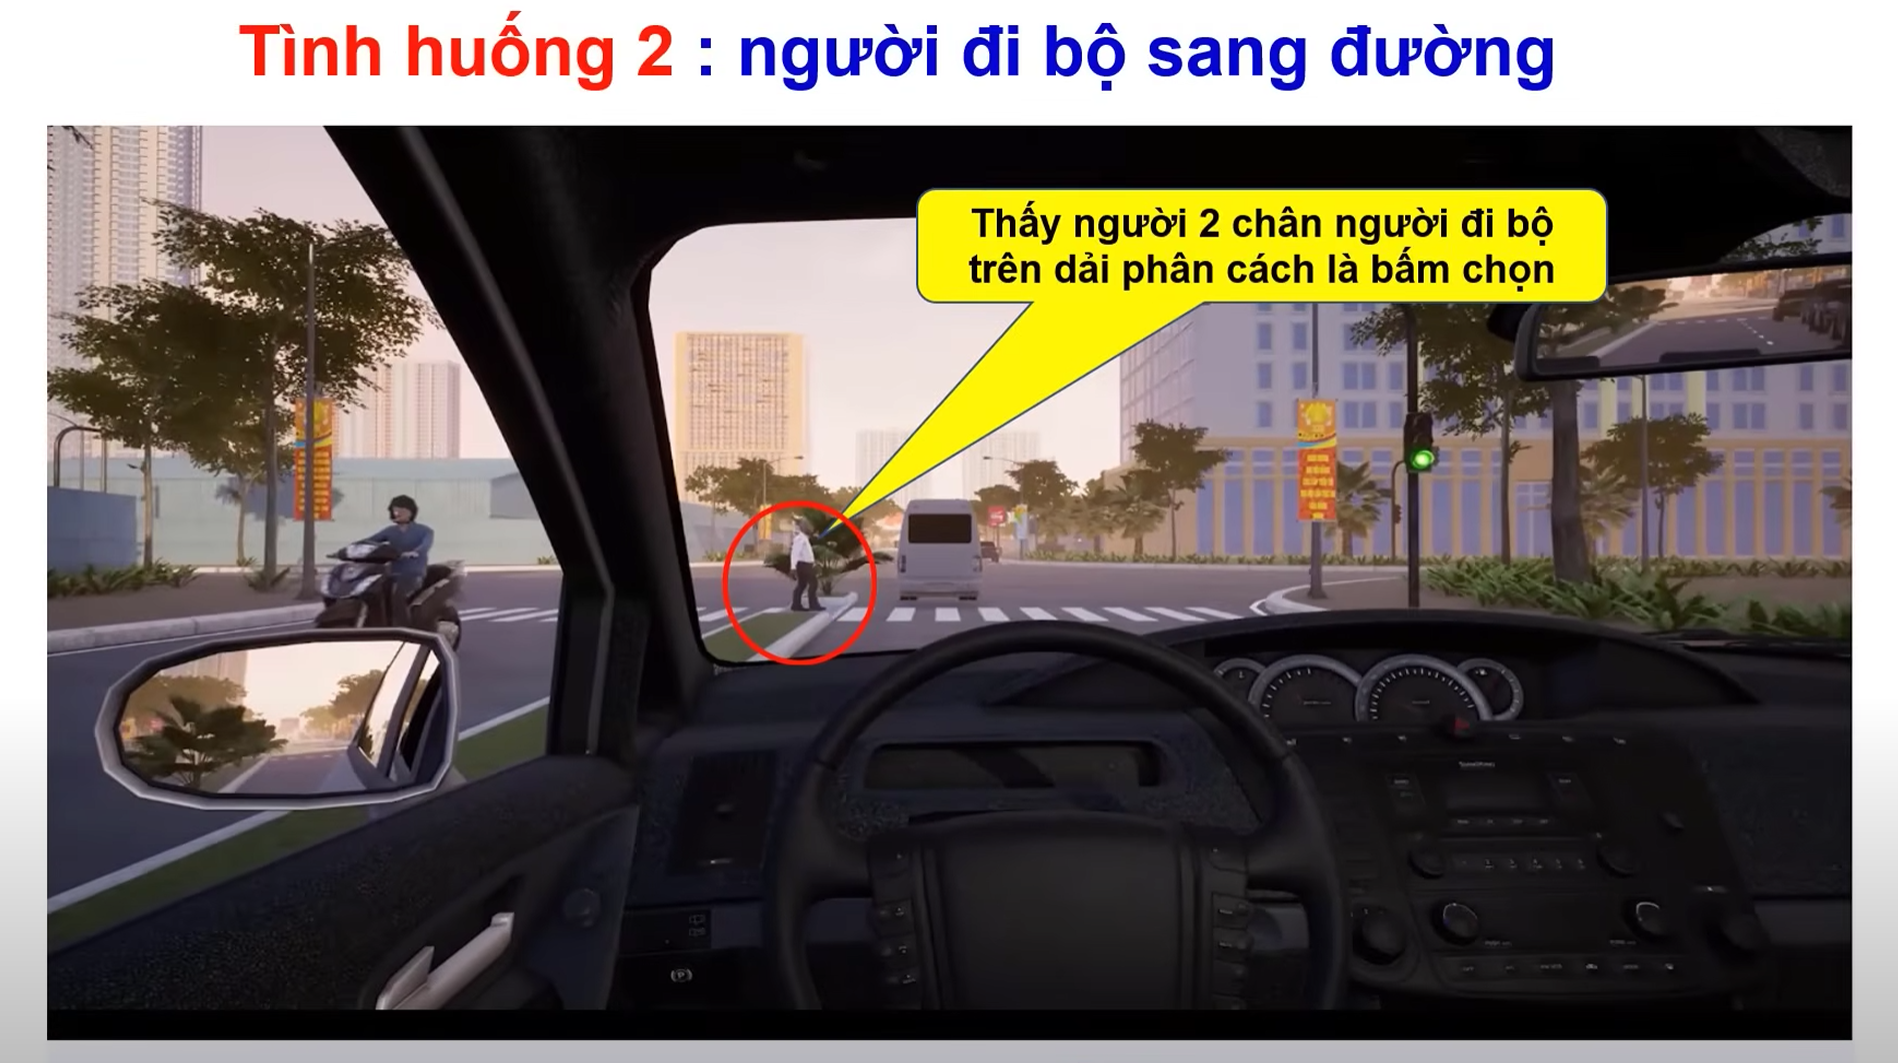 Tình huống 2 : người đi bộ sang đường
Thấy người 2 chân người đi bộ
trên dải phân cách là bấm chọn